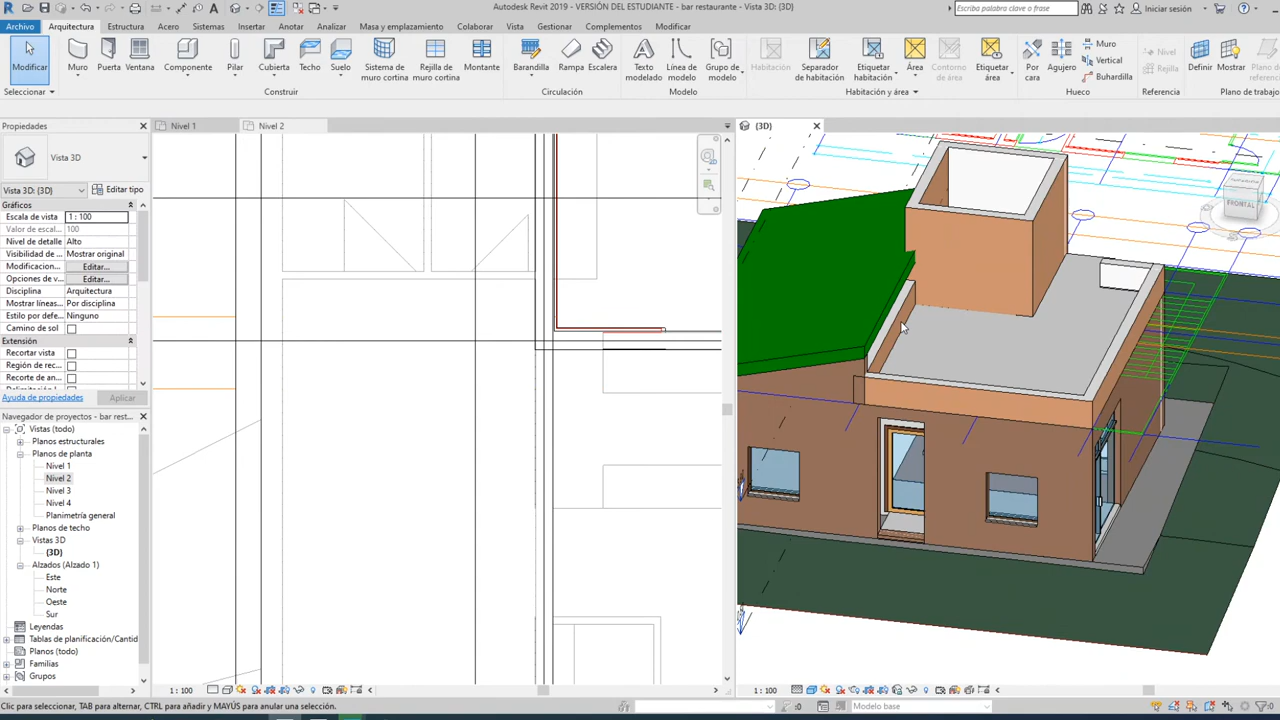 Autodesk Revit 2019 - VERSIÓN DEL ESTUDIANTE - bar restaurante - Vista 3D: {3D}
Escriba palabra clave o frase
Iniciar sesión
Archivo Arquitectura Estructura Acero Sistemas Insertar Anotar Analizar Masa y emplazamiento Colaborar Vista Gestionar Complementos Modificar
Modificar Muro Puerta Ventana Componente Pilar Cubierta Techo Suelo Sistema de muro cortina Rejilla de muro cortina Montante Barandilla Rampa Escalera Texto modelado Línea de modelo Grupo de modelo Habitación Separador de habitación Etiquetar habitación Área Contorno de área Etiquetar área Por cara Agujero Muro Vertical Buhardilla Nivel Rejilla Definir Mostrar Plano de referencia
Seleccionar Construir Circulación Modelo Habitación y área Hueco Referencia Plano de trabajo
Propiedades
Nivel 1 Nivel 2 {3D}
Vista 3D
Vista 3D: {3D} Editar tipo
Gráficos
Escala de vista 1 : 100
Valor de escal... 100
Nivel de detalle Alto
Visibilidad de ... Mostrar original
Modificacion... Editar...
Opciones de v... Editar...
Disciplina Arquitectura
Mostrar líneas... Por disciplina
Estilo por defe... Ninguno
Camino de sol
Extensión
Recortar vista
Región de rec...
Recorte de an...
Ayuda de propiedades Aplicar
Navegador de proyectos - bar rest...
Vistas (todo)
Planos estructurales
Planos de planta
Nivel 1
Nivel 2
Nivel 3
Nivel 4
Planimetría general
Planos de techo
Vistas 3D
{3D}
Alzados (Alzado 1)
Este
Norte
Oeste
Sur
Leyendas
Tablas de planificación/Cantid
Planos (todo)
Familias
Grupos
FRONTAL
1 : 100
1 : 100
Clic para seleccionar, TAB para alternar, CTRL para añadir y MAYÚS para anular una selección.
:0 Modelo base :0